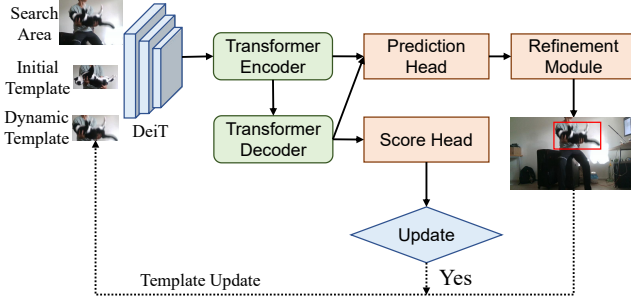 Search
Area
Initial
Template
Dynamic
Template
DeiT
Transformer
Encoder
Transformer
Decoder
Prediction
Head
Refinement
Module
Score Head
Update
Yes
Template Update